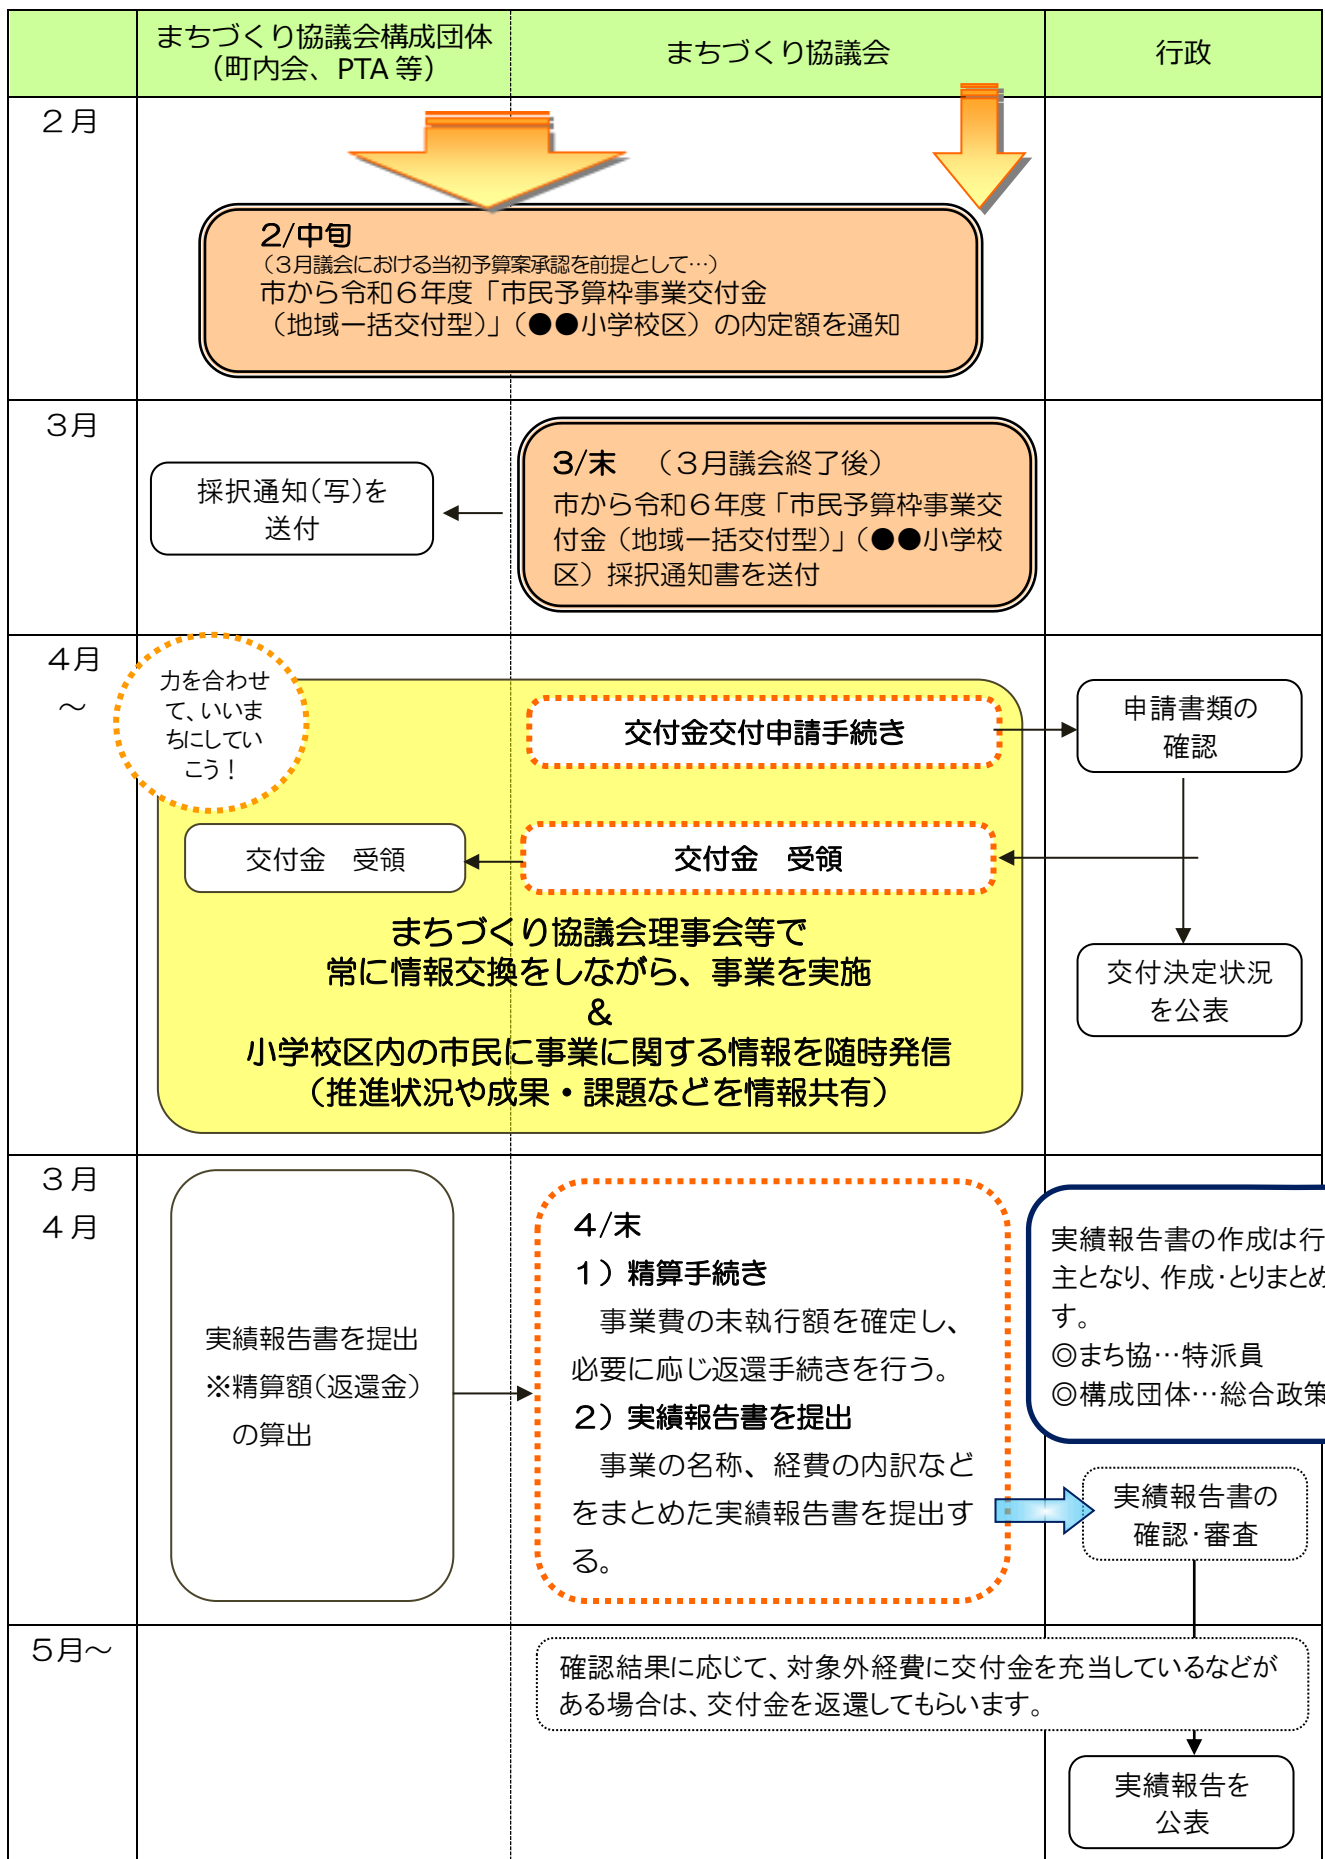 まちづくり協議会構成団体
（町内会、PTA 等）
まちづくり協議会
行政
２月
２/中旬
（３月議会における当初予算案承認を前提として…）
市から令和６年度「市民予算枠事業交付金
（地域一括交付型）」（●●小学校区）の内定額を通知
３月
採択通知（写）を
送付
３/末　（３月議会終了後）
市から令和６年度「市民予算枠事業交
付金（地域一括交付型）」（●●小学校
区）採択通知書を送付
４月
～
力を合わせ
て、いいま
ちにしてい
こう！
交付金交付申請手続き
申請書類の
確認
交付金　受領
交付金　受領
まちづくり協議会理事会等で
常に情報交換をしながら、事業を実施
＆
小学校区内の市民に事業に関する情報を随時発信
（推進状況や成果・課題などを情報共有）
交付決定状況
を公表
３月
４月
実績報告書を提出
※精算額（返還金）
の算出
４/末
１）精算手続き
事業費の未執行額を確定し、
必要に応じ返還手続きを行う。
２）実績報告書を提出
事業の名称、経費の内訳など
をまとめた実績報告書を提出す
る。
実績報告書の作成は行
主となり、作成・とりまとめ
す。
◎まち協…特派員
◎構成団体…総合政策
実績報告書の
確認・審査
５月～
確認結果に応じて、対象外経費に交付金を充当しているなどが
ある場合は、交付金を返還してもらいます。
実績報告を
公表